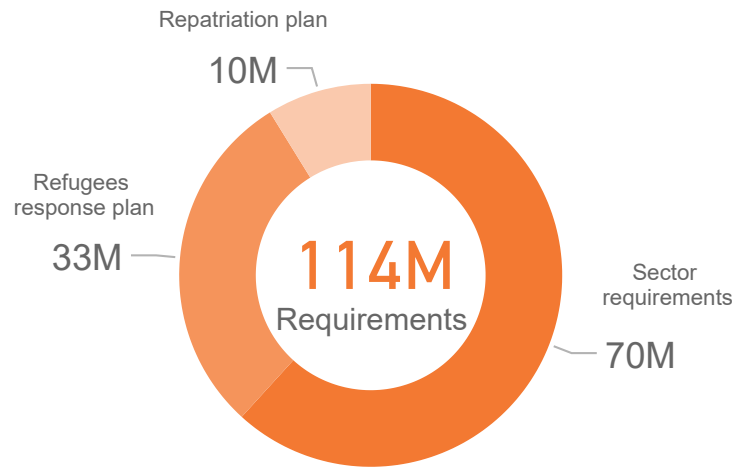 Repatriation plan
10M
Refugees
response plan
33M
114M
Requirements
Sector
requirements
70M